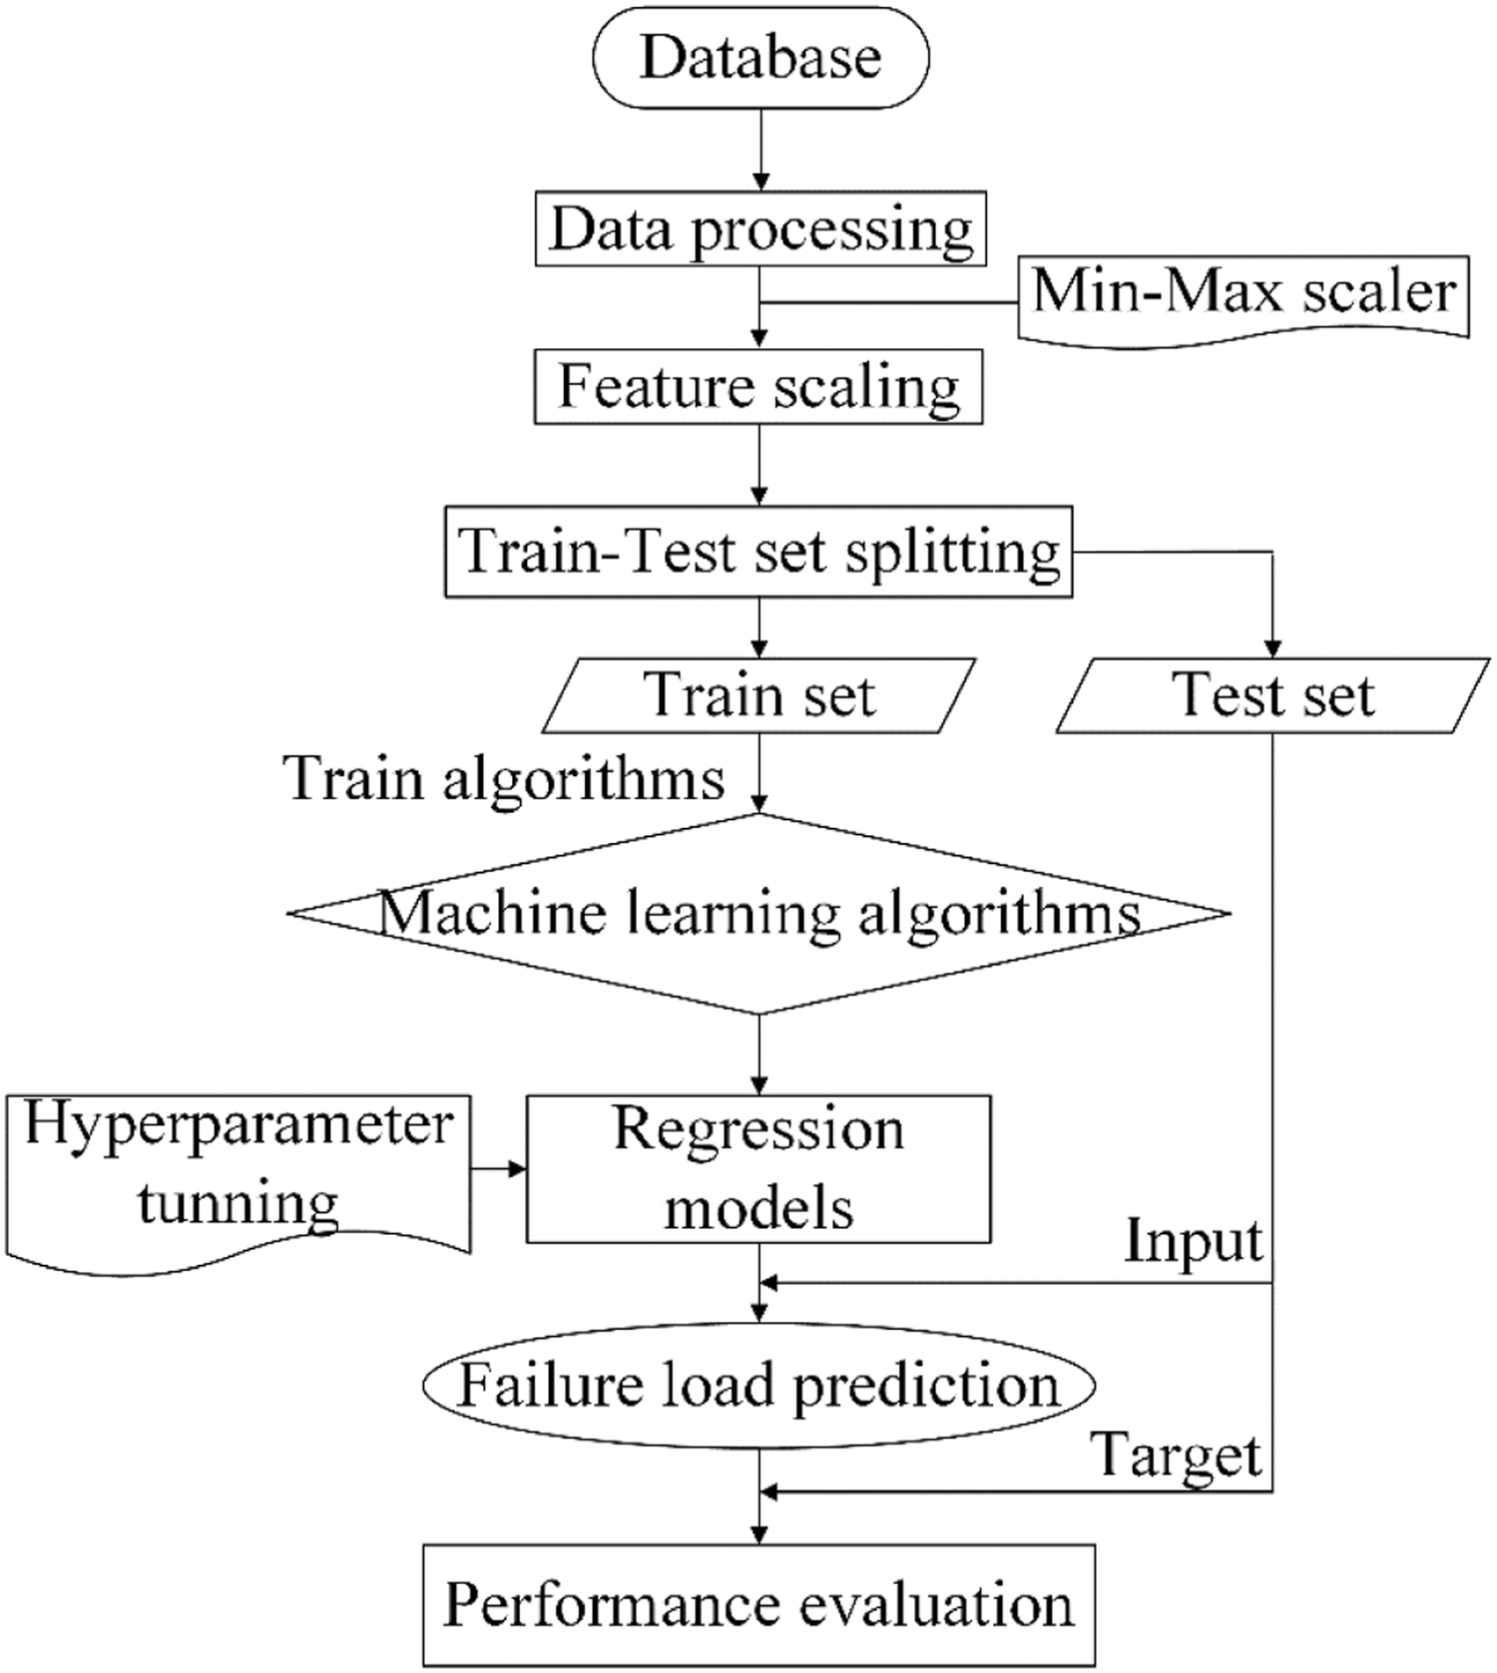 Database
Data processing
Min-Max scaler
Feature scaling
Train-Test set splitting
Train set
Test set
Train algorithms
Machine learning algorithms
Hyperparameter
tunning
Regression
models
Input
Failure load prediction
Target
Performance evaluation